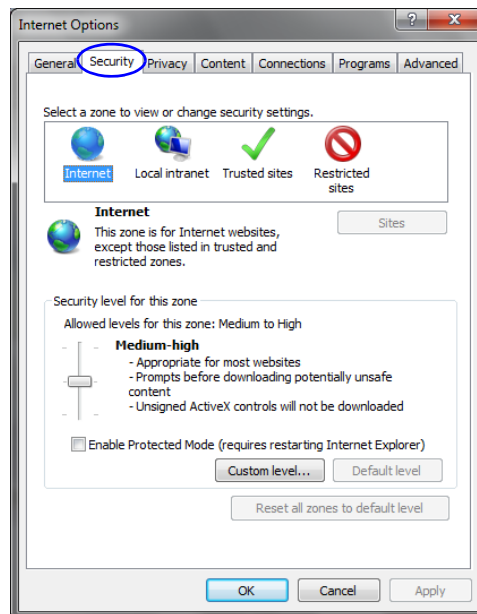 Internet Options
General Security Privacy Content Connections Programs Advanced
Select a zone to view or change security settings.
Internet Local intranet Trusted sites Restricted
sites
Internet
Sites
This zone is for Internet websites,
except those listed in trusted and
restricted zones.
Security level for this zone
Allowed levels for this zone: Medium to High
Medium-high
- Appropriate for most websites
- Prompts before downloading potentially unsafe
content
- Unsigned ActiveX controls will not be downloaded
Enable Protected Mode (requires restarting Internet Explorer)
Custom level... Default level
Reset all zones to default level
OK Cancel Apply